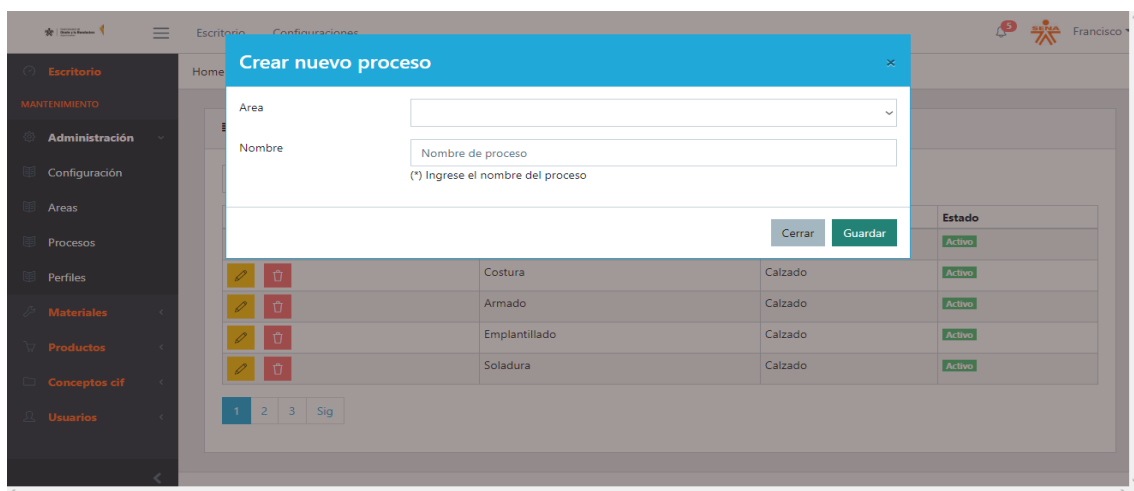 Escritorio Configuraciones 5 SENA Francisco
Escritorio
Home
Crear nuevo proceso ×
MANTENIMIENTO
Area
Administración
Nombre
Nombre de proceso
(*) Ingrese el nombre del proceso
Configuración
Areas
Procesos
Perfiles
Materiales
Productos
Conceptos cif
Usuarios
Cerrar Guardar
Estado
Activo
Costura Calzado Activo
Armado Calzado Activo
Emplantillado Calzado Activo
Soladura Calzado Activo
1 2 3 Sig